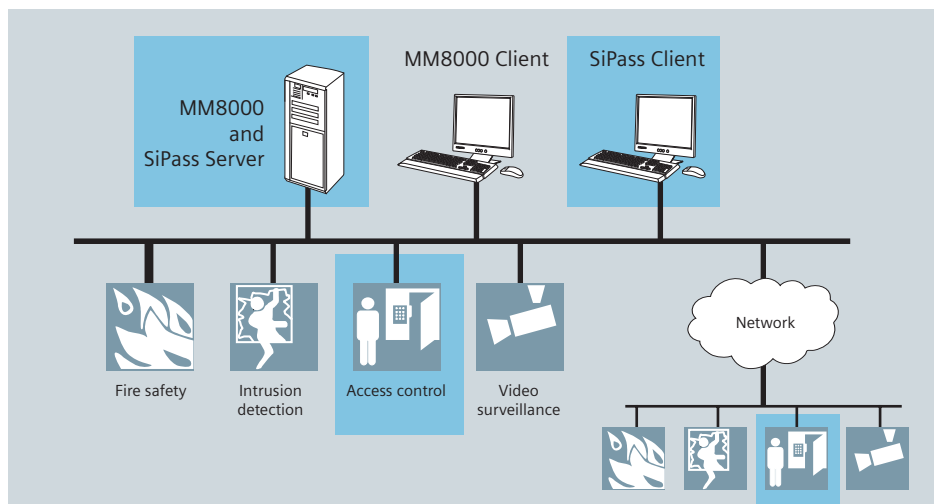 MM8000
and
SiPass Server
MM8000 Client
SiPass Client
Fire safety
Intrusion
detection
Access control
Video
surveillance
Network